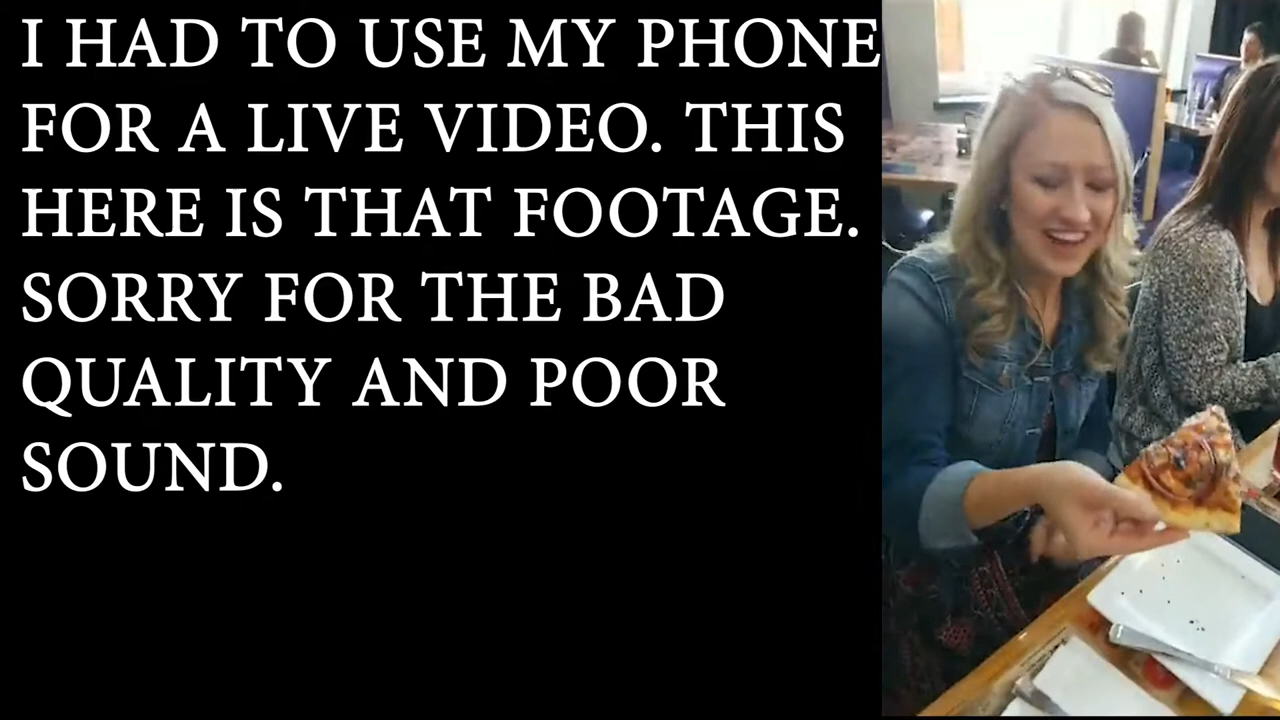 I HAD TO USE MY PHONE
FOR A LIVE VIDEO. THIS
HERE IS THAT FOOTAGE.
SORRY FOR THE BAD
QUALITY AND POOR
SOUND.